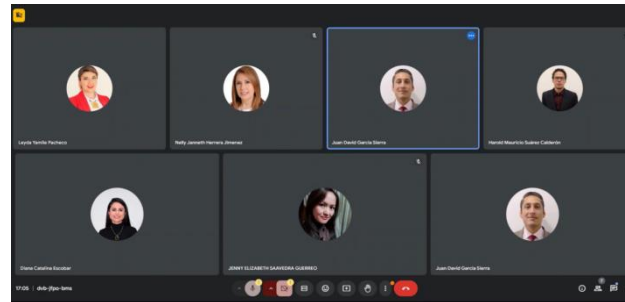 Leyda Yamile Pacheco
Nelly Janneth Herrera Jimenez
Juan David Garcia Sierra
Harold Mauricio Suárez Calderón
Diana Catalina Escobar
JENNY ELIZABETH SAAVEDRA GUERRERO
Juan David Garcia Sierra
17:05 | dvb-jfpo-bms